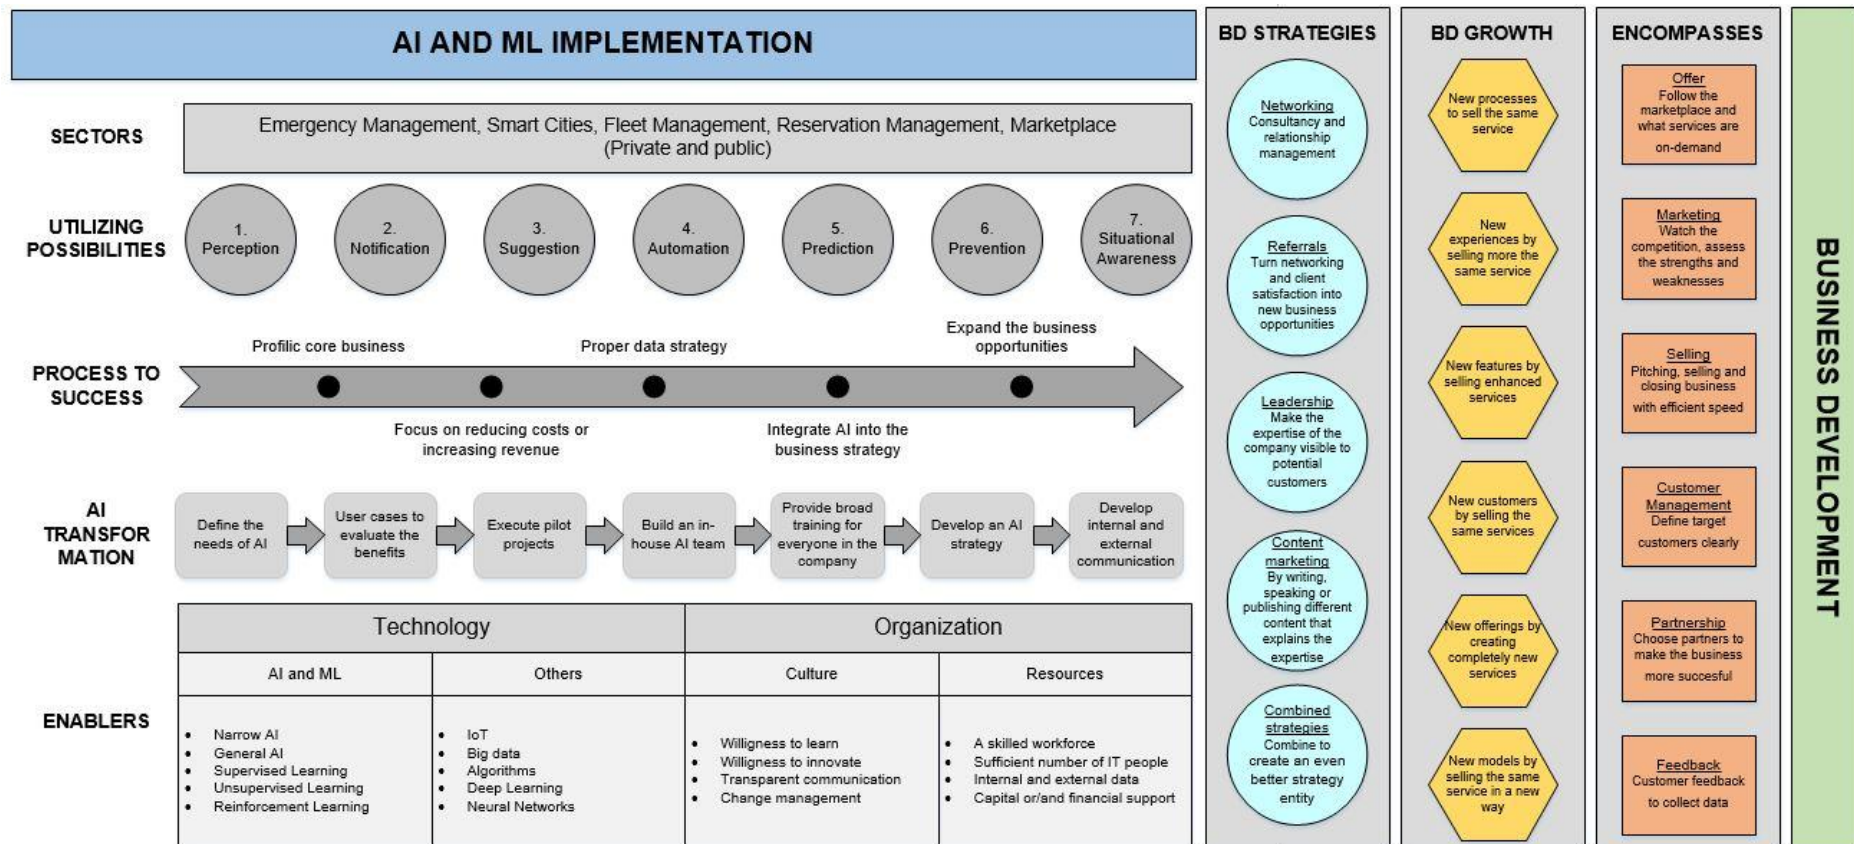 AI AND ML IMPLEMENTATION
SECTORS
Emergency Management, Smart Cities, Fleet Management, Reservation Management, Marketplace
(Private and public)
UTILIZING
POSSIBILITIES
1.
Perception
2.
Notification
3.
Suggestion
4.
Automation
5.
Prediction
6.
Prevention
7.
Situational
Awareness
PROCESS TO
SUCCESS
Profilic core business
Focus on reducing costs or
increasing revenue
Proper data strategy
Integrate AI into the
business strategy
Expand the business
opportunities
AI
TRANSFOR
MATION
Define the
needs of AI
User cases to
evaluate the
benefits
Execute pilot
projects
Build an in-
house AI team
Provide broad
training for
everyone in the
company
Develop an AI
strategy
Develop
internal and
external
communication
ENABLERS
Technology
Organization
AI and ML
Others
Culture
Resources
• Narrow AI
• General AI
• Supervised Learning
• Unsupervised Learning
• Reinforcement Learning
• IoT
• Big data
• Algorithms
• Deep Learning
• Neural Networks
• Willigness to learn
• Willigness to innovate
• Transparent communication
• Change management
• A skilled workforce
• Sufficient number of IT people
• Internal and external data
• Capital or/and financial support
BD STRATEGIES
Networking
Consultancy and
relationship
management
Referrals
Turn networking
and client
satisfaction into
new business
opportunities
Leadership
Make the
expertise of the
company visible to
potential
customers
Content
marketing
By writing,
speaking or
publishing different
content that
explains the
expertise
Combined
strategies
Combine to
create an even
better strategy
entity
BD GROWTH
New processes
to sell the same
service
New
experiences by
selling more the
same service
New features by
selling enhanced
services
New customers
by selling the
same services
New offerings by
creating
completely new
services
New models by
selling the same
service in a new
way
ENCOMPASSES
Offer
Follow the
marketplace and
what services are
on-demand
Marketing
Watch the
competition, assess
the strengths and
weaknesses
Selling
Pitching, selling and
closing business
with efficient speed
Customer
Management
Define target
customers clearly
Partnership
Choose partners to
make the business
more succesful
Feedback
Customer feedback
to collect data
BUSINESS DEVELOPMENT